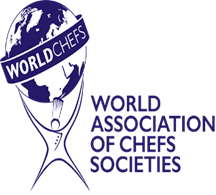 WORLDCHEFS
WORLD
ASSOCIATION
OF CHEFS
SOCIETIES